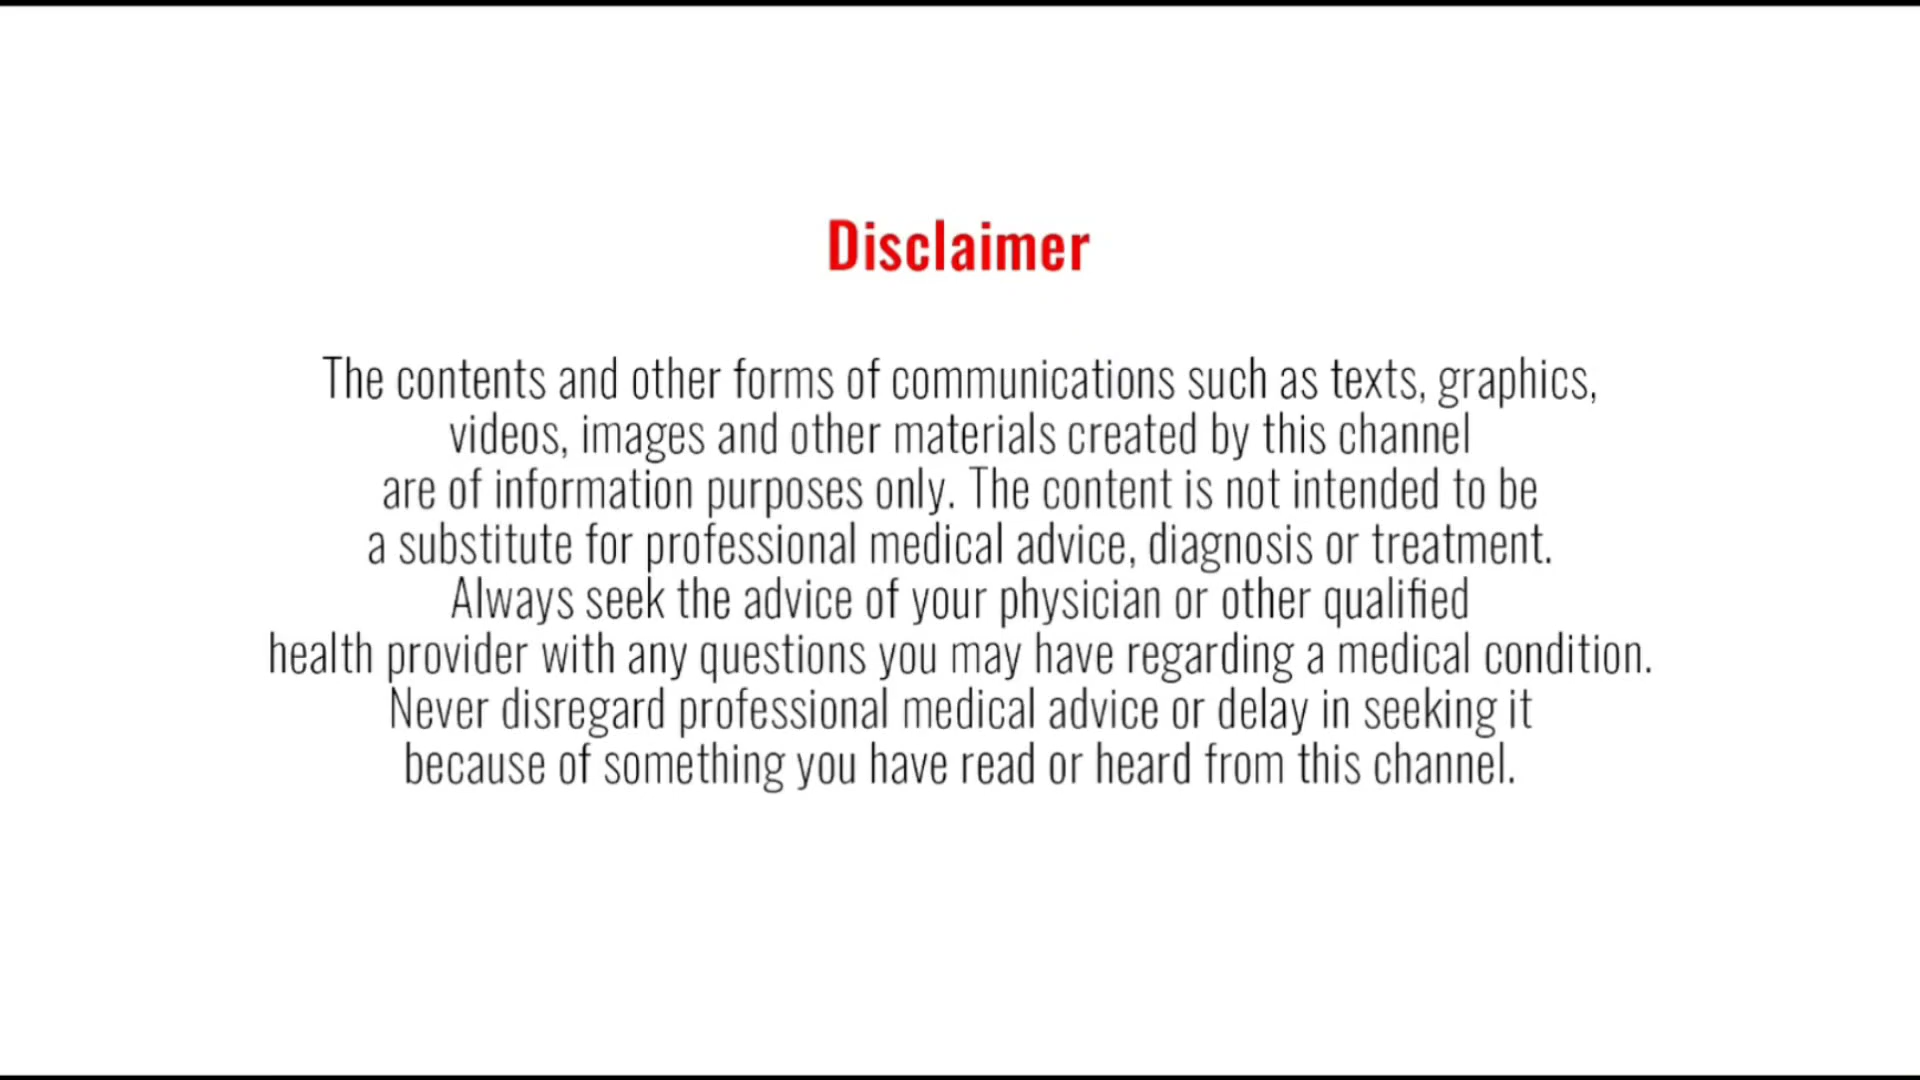 Disclaimer
The contents and other forms of communications such as texts, graphics,
videos, images and other materials created by this channel
are of information purposes only. The content is not intended to be
a substitute for professional medical advice, diagnosis or treatment.
Always seek the advice of your physician or other qualified
health provider with any questions you may have regarding a medical condition.
Never disregard professional medical advice or delay in seeking it
because of something you have read or heard from this channel.